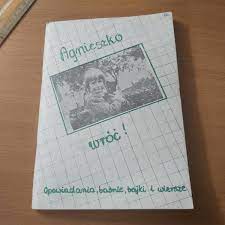 Agnieszko
wróć!
Opowiadania, baśnie, bajki i wiersze